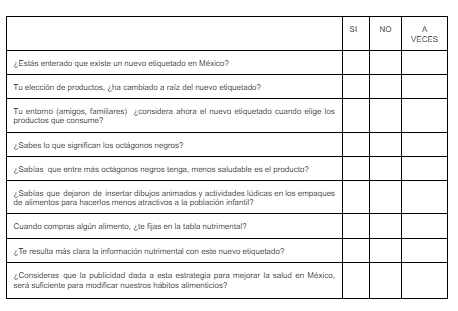 SI NO A
VECES
¿Estás enterado que existe un nuevo etiquetado en México?
Tu elección de productos, ¿ha cambiado a raíz del nuevo etiquetado?
Tu entorno (amigos, familiares) ¿considera ahora el nuevo etiquetado cuando elige los
productos que consume?
¿Sabes lo que significan los octágonos negros?
¿Sabías que entre más octágonos negros tenga, menos saludable es el producto?
¿Sabías que dejaron de insertar dibujos animados y actividades lúdicas en los empaques
de alimentos para hacerlos menos atractivos a la población infantil?
Cuando compras algún alimento, ¿te fijas en la tabla nutrimental?
¿Te resulta más clara la información nutrimental con este nuevo etiquetado?
¿Consideras que la publicidad dada a esta estrategia para mejorar la salud en México,
será suficiente para modificar nuestros hábitos alimenticios?